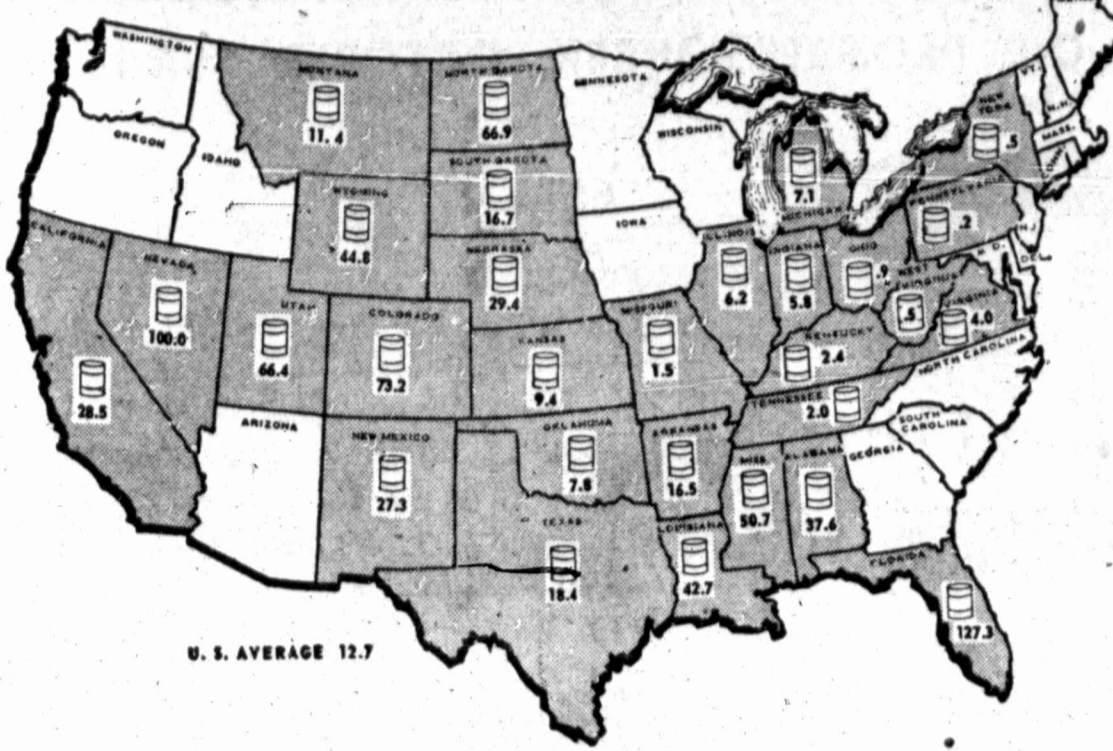 WASHINGTON
MONTANA
11.4
NORTH DAKOTA
66.9
MINNESOTA
VT.
N.H.
NEW YORK
.5
MASS.
CONN.
OREGON
IDAHO
WYOMING
44.8
SOUTH DAKOTA
16.7
WISCONSIN
7.1
MICHIGAN
PENNSYLVANIA
.2
N.J.
M.D.
DEL.
CALIFORNIA
28.5
NEVADA
100.0
UTAH
66.4
COLORADO
73.2
NEBRASKA
29.4
IOWA
ILLINOIS
6.2
INDIANA
5.8
OHIO
.9
WEST VIRGINIA
.5
VIRGINIA
4.0
KANSAS
9.4
MISSOURI
1.5
KENTUCKY
2.4
NORTH CAROLINA
TENNESSEE
2.0
SOUTH CAROLINA
ARIZONA
NEW MEXICO
27.3
OKLAHOMA
7.8
ARKANSAS
16.5
MISS
50.7
ALABAMA
37.6
GEORGIA
TEXAS
18.4
LOUISIANA
42.7
FLORIDA
127.3
U. S. AVERAGE 12.7